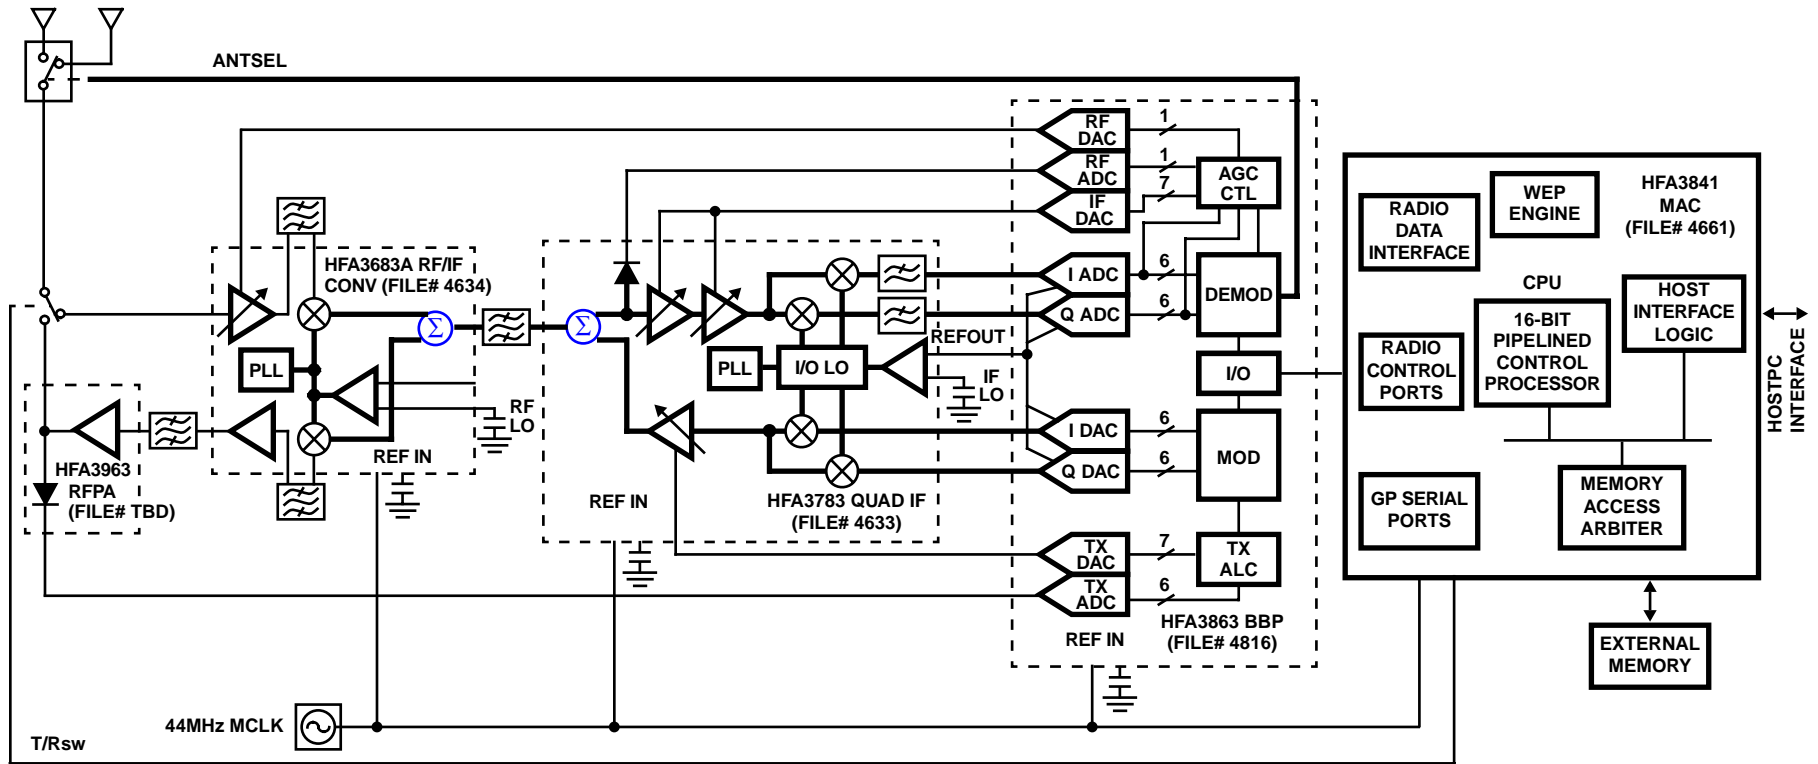 ANTSEL
RF
DAC
1
RF
ADC
1
IF
DAC
7
AGC
CTL
HFA3683A RF/IF
CONV (FILE# 4634)
Σ
PLL
RF
LO
REF IN
HFA3963
RFPA
(FILE# TBD)
Σ
PLL
I/O LO
REFOUT
IF
LO
REF IN
HFA3783 QUAD IF
(FILE# 4633)
I ADC
6
Q ADC
6
DEMOD
I/O
I DAC
6
Q DAC
6
MOD
TX
DAC
7
TX
ADC
6
TX
ALC
HFA3863 BBP
(FILE# 4816)
REF IN
RADIO
DATA
INTERFACE
WEP
ENGINE
HFA3841
MAC
(FILE# 4661)
CPU
16-BIT
PIPELINED
CONTROL
PROCESSOR
HOST
INTERFACE
LOGIC
RADIO
CONTROL
PORTS
GP SERIAL
PORTS
MEMORY
ACCESS
ARBITER
HOSTPC
INTERFACE
EXTERNAL
MEMORY
44MHz MCLK
T/Rsw